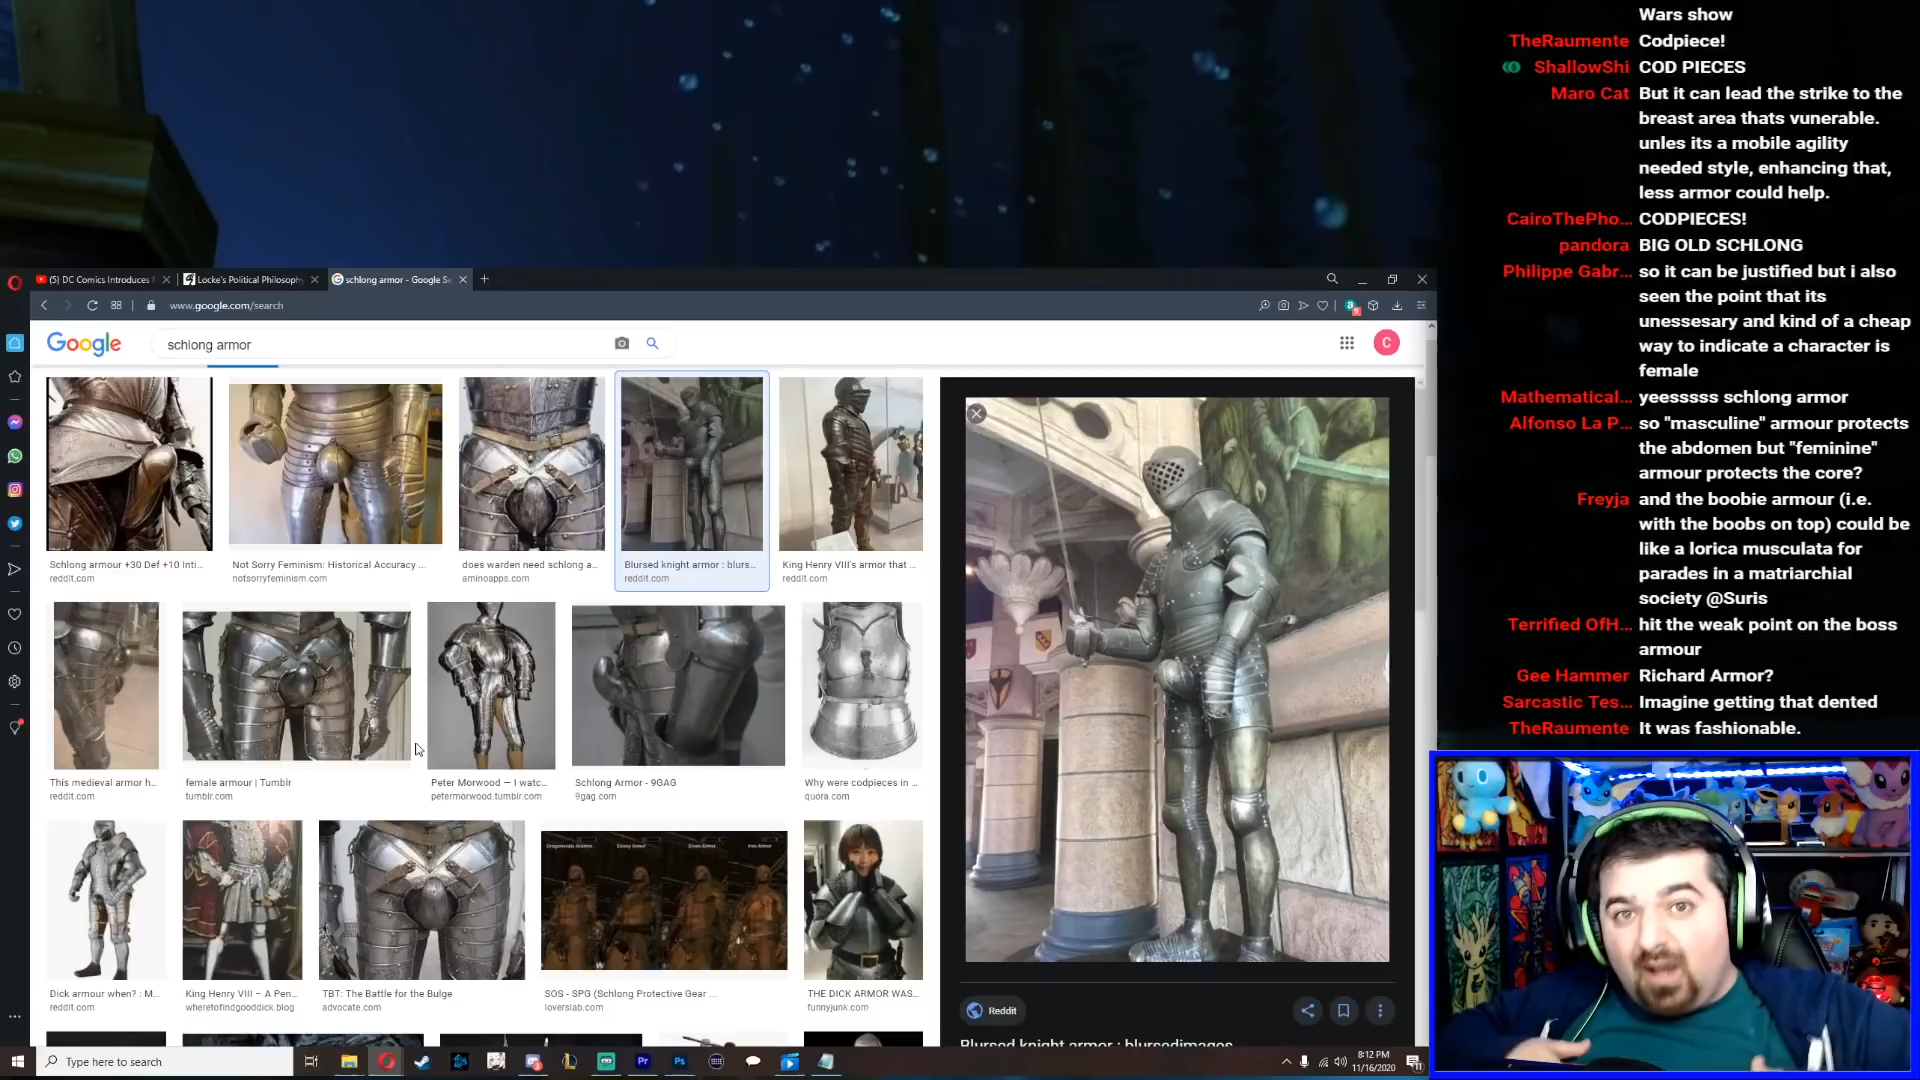 (5) DC Comics Introduces
Locke's Political Philosophy
schlong armor - Google Se
www.google.com/search
Google
schlong armor
C
Schlong armour +30 Def +10 Inti...
reddit.com
Not Sorry Feminism: Historical Accuracy ...
notsorryfeminism.com
does warden need schlong a...
aminoapps.com
Blursed knight armor : blurs...
reddit.com
King Henry VIII's armor that ...
reddit.com
This medieval armor h...
reddit.com
female armour | Tumblr
tumblr.com
Peter Morwood — I watc...
petermorwood.tumblr.com
Schlong Armor - 9GAG
9gag.com
Why were codpieces in ...
quora.com
Dick armour when? : M...
reddit.com
King Henry VIII – A Pen...
wheretofindgooddick.blog
TBT: The Battle for the Bulge
advocate.com
SOS - SPG (Schlong Protective Gear ...
loverslab.com
THE DICK ARMOR WAS...
funnyjunk.com
Reddit
Blursed knight armor : blursedimages
Type here to search
8:12 PM
11/16/2020
Wars show
TheRaumente Codpiece!
ShallowShi COD PIECES
Maro Cat But it can lead the strike to the
breast area thats vunerable.
unles its a mobile agility
needed style, enhancing that,
less armor could help.
CairoThePho... CODPIECES!
pandora BIG OLD SCHLONG
Philippe Gabr... so it can be justified but i also
seen the point that its
unessesary and kind of a cheap
way to indicate a character is
female
Mathematical... yeesssss schlong armor
Alfonso La P... so "masculine" armour protects
the abdomen but "feminine"
armour protects the core?
Freyja and the boobie armour (i.e.
with the boobs on top) could be
like a lorica musculata for
parades in a matriarchial
society @Suris
Terrified OfH... hit the weak point on the boss
armour
Gee Hammer Richard Armor?
Sarcastic Tes... Imagine getting that dented
TheRaumente It was fashionable.